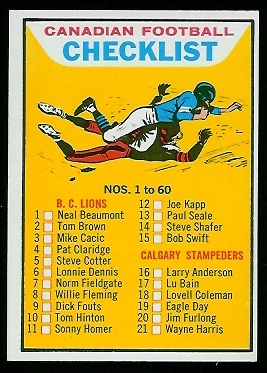 CANADIAN FOOTBALL
CHECKLIST
NOS. 1 to 60
B. C. LIONS
1 Neal Beaumont
2 Tom Brown
3 Mike Cacic
4 Pat Claridge
5 Steve Cotter
6 Lonnie Dennis
7 Norm Fieldgate
8 Willie Fleming
9 Dick Fouts
10 Tom Hinton
11 Sonny Homer
12 Joe Kapp
13 Paul Seale
14 Steve Shafer
15 Bob Swift
CALGARY STAMPEDERS
16 Larry Anderson
17 Lu Bain
18 Lovell Coleman
19 Eagle Day
20 Jim Furlong
21 Wayne Harris